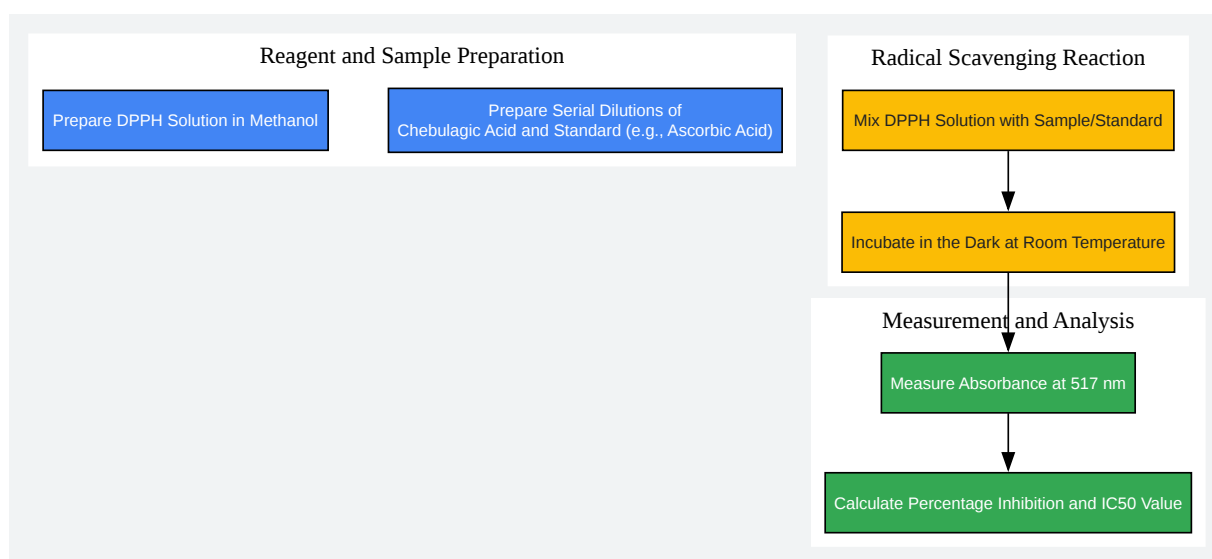 Reagent and Sample Preparation
Prepare DPPH Solution in Methanol
Prepare Serial Dilutions of
Chebulagic Acid and Standard (e.g., Ascorbic Acid)
Radical Scavenging Reaction
Mix DPPH Solution with Sample/Standard
Incubate in the Dark at Room Temperature
Measurement and Analysis
Measure Absorbance at 517 nm
Calculate Percentage Inhibition and IC50 Value